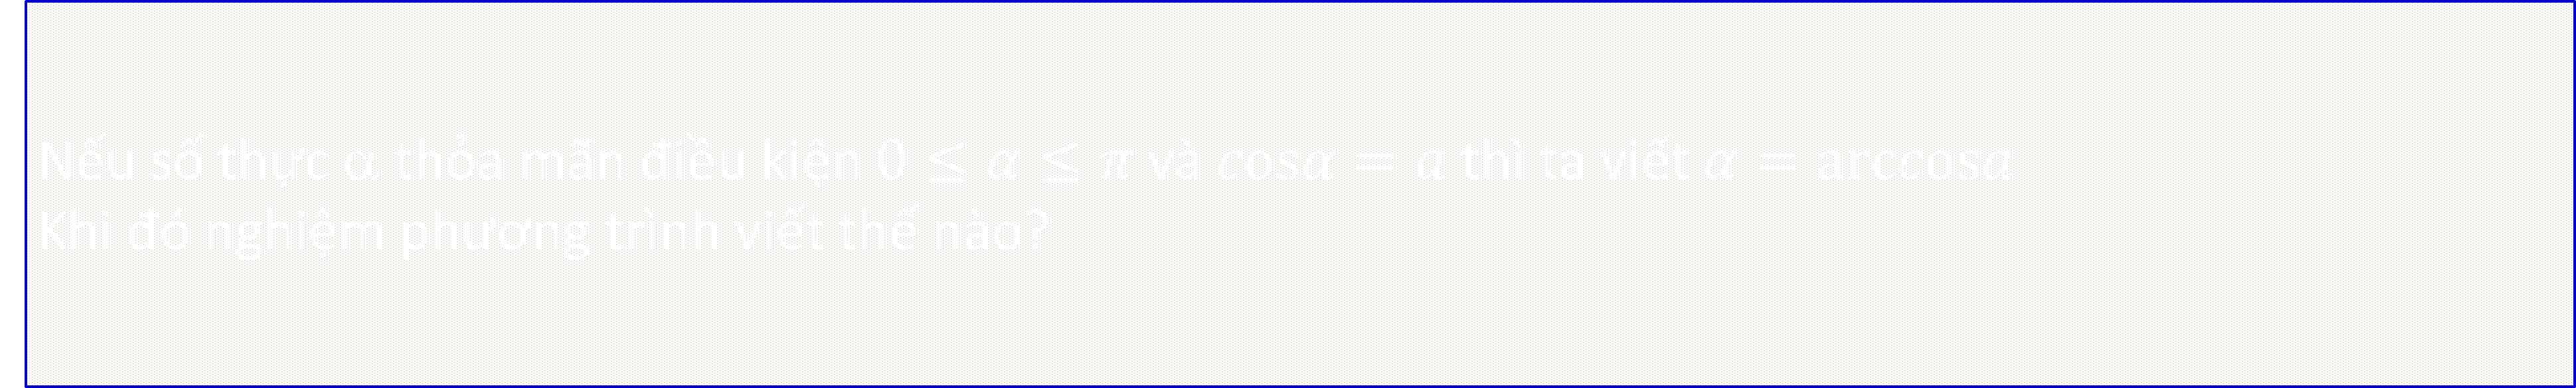 Nếu số thực α thỏa mãn điều kiện 0 ≤ α ≤ π và cosα = a thì ta viết α = arccosa
Khi đó nghiệm phương trình viết thế nào?